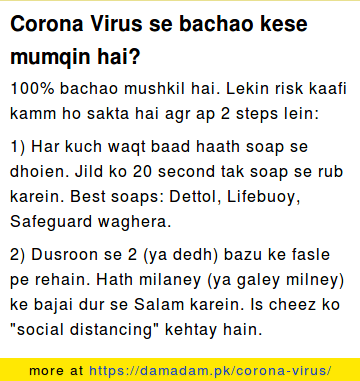 Corona Virus se bachao kese
mumqin hai?
100% bachao mushkil hai. Lekin risk kaafi
kamm ho sakta hai agr ap 2 steps lein:
1) Har kuch waqt baad haath soap se
dhoien. Jild ko 20 second tak soap se rub
karein. Best soaps: Dettol, Lifebuoy,
Safeguard waghera.
2) Dusroon se 2 (ya dedh) bazu ke fasle
pe rehain. Hath milaney (ya galey milney)
ke bajai dur se Salam karein. Is cheez ko
"social distancing" kehtay hain.
more at https://damadam.pk/corona-virus/